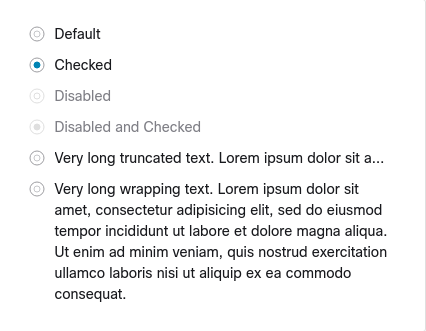 Default
Checked
Disabled
Disabled and Checked
Very long truncated text. Lorem ipsum dolor sit a...
Very long wrapping text. Lorem ipsum dolor sit
amet, consectetur adipisicing elit, sed do eiusmod
tempor incididunt ut labore et dolore magna aliqua.
Ut enim ad minim veniam, quis nostrud exercitation
ullamco laboris nisi ut aliquip ex ea commodo
consequat.